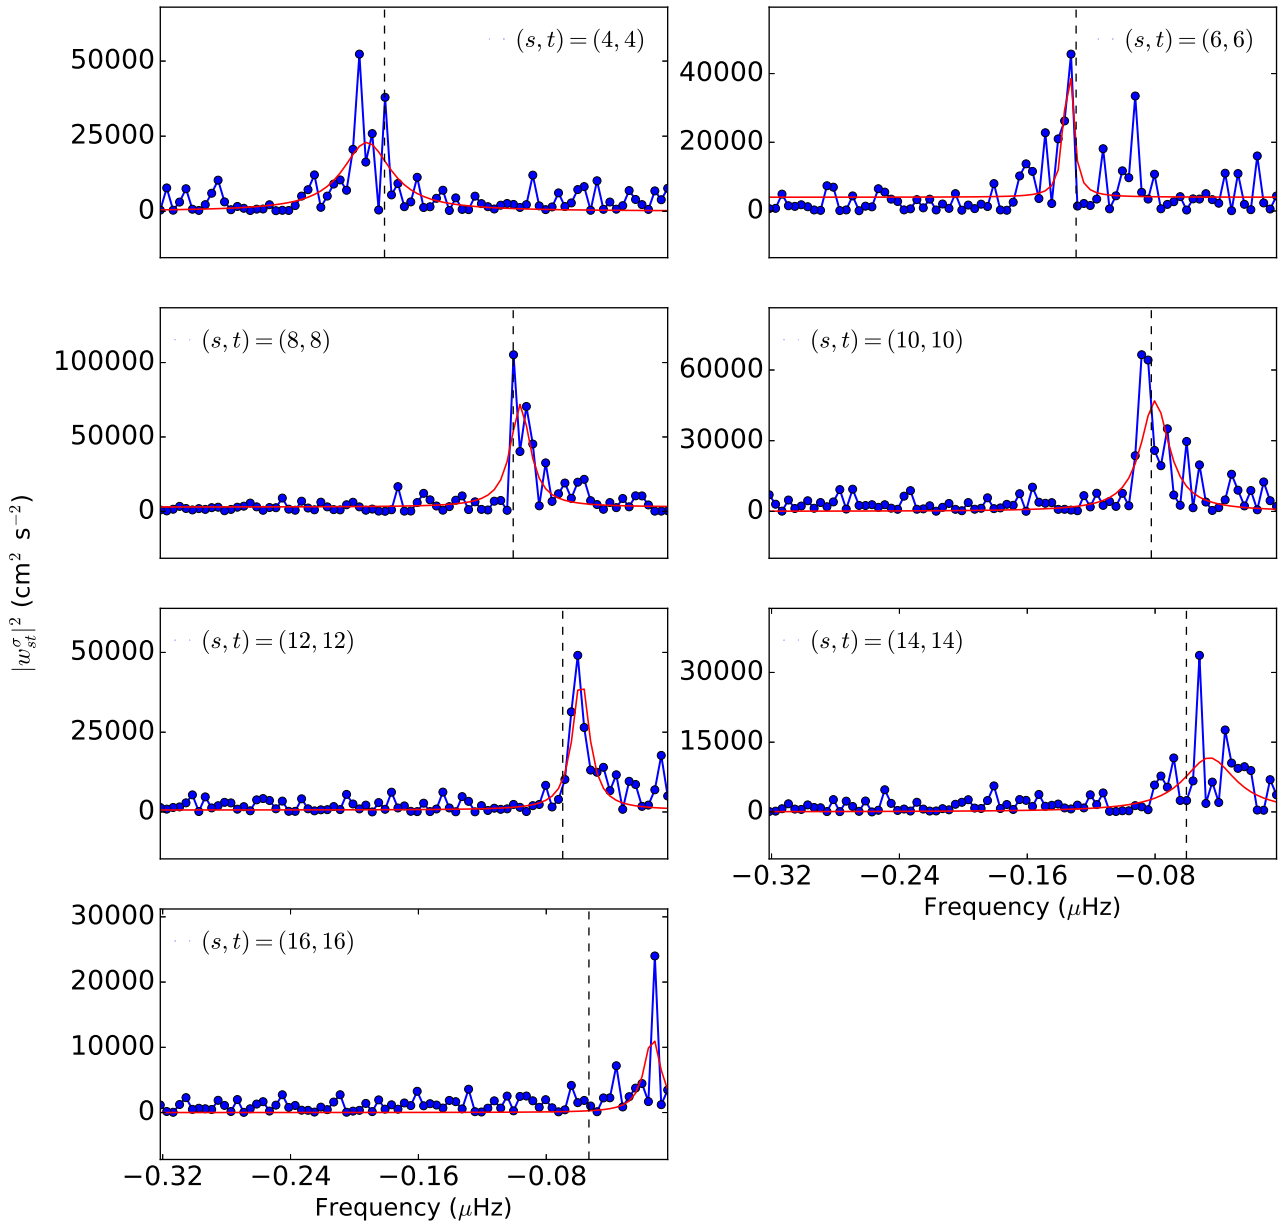 (s, t) = (4, 4)
50000
25000
0
(s, t) = (6, 6)
40000
20000
0
(s, t) = (8, 8)
100000
50000
0
(s, t) = (10, 10)
60000
30000
0
|w_{st}^{σ}|² (cm² s⁻²)
(s, t) = (12, 12)
50000
25000
0
(s, t) = (14, 14)
30000
15000
0
−0.32 −0.24 −0.16 −0.08
Frequency (μHz)
(s, t) = (16, 16)
30000
20000
10000
0
−0.32 −0.24 −0.16 −0.08
Frequency (μHz)